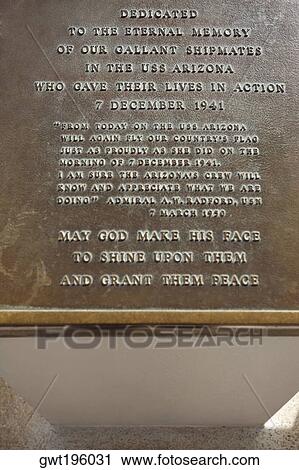 DEDICATED
TO THE ETERNAL MEMORY
OF OUR GALLANT SHIPMATES
IN THE USS ARIZONA
WHO GAVE THEIR LIVES IN ACTION
7 DECEMBER 1941
"FROM TODAY ON THE USS ARIZONA
WILL AGAIN FLY OUR COUNTRY'S FLAG
JUST AS PROUDLY AS SHE DID ON THE
MORNING OF 7 DECEMBER 1941.
I AM SURE THE ARIZONA'S CREW WILL
KNOW AND APPRECIATE WHAT WE ARE
DOING" ADMIRAL A.W. RADFORD, USN
7 MARCH 1950
MAY GOD MAKE HIS FACE
TO SHINE UPON THEM
AND GRANT THEM PEACE
Fotosearch
gwt196031 www.fotosearch.com